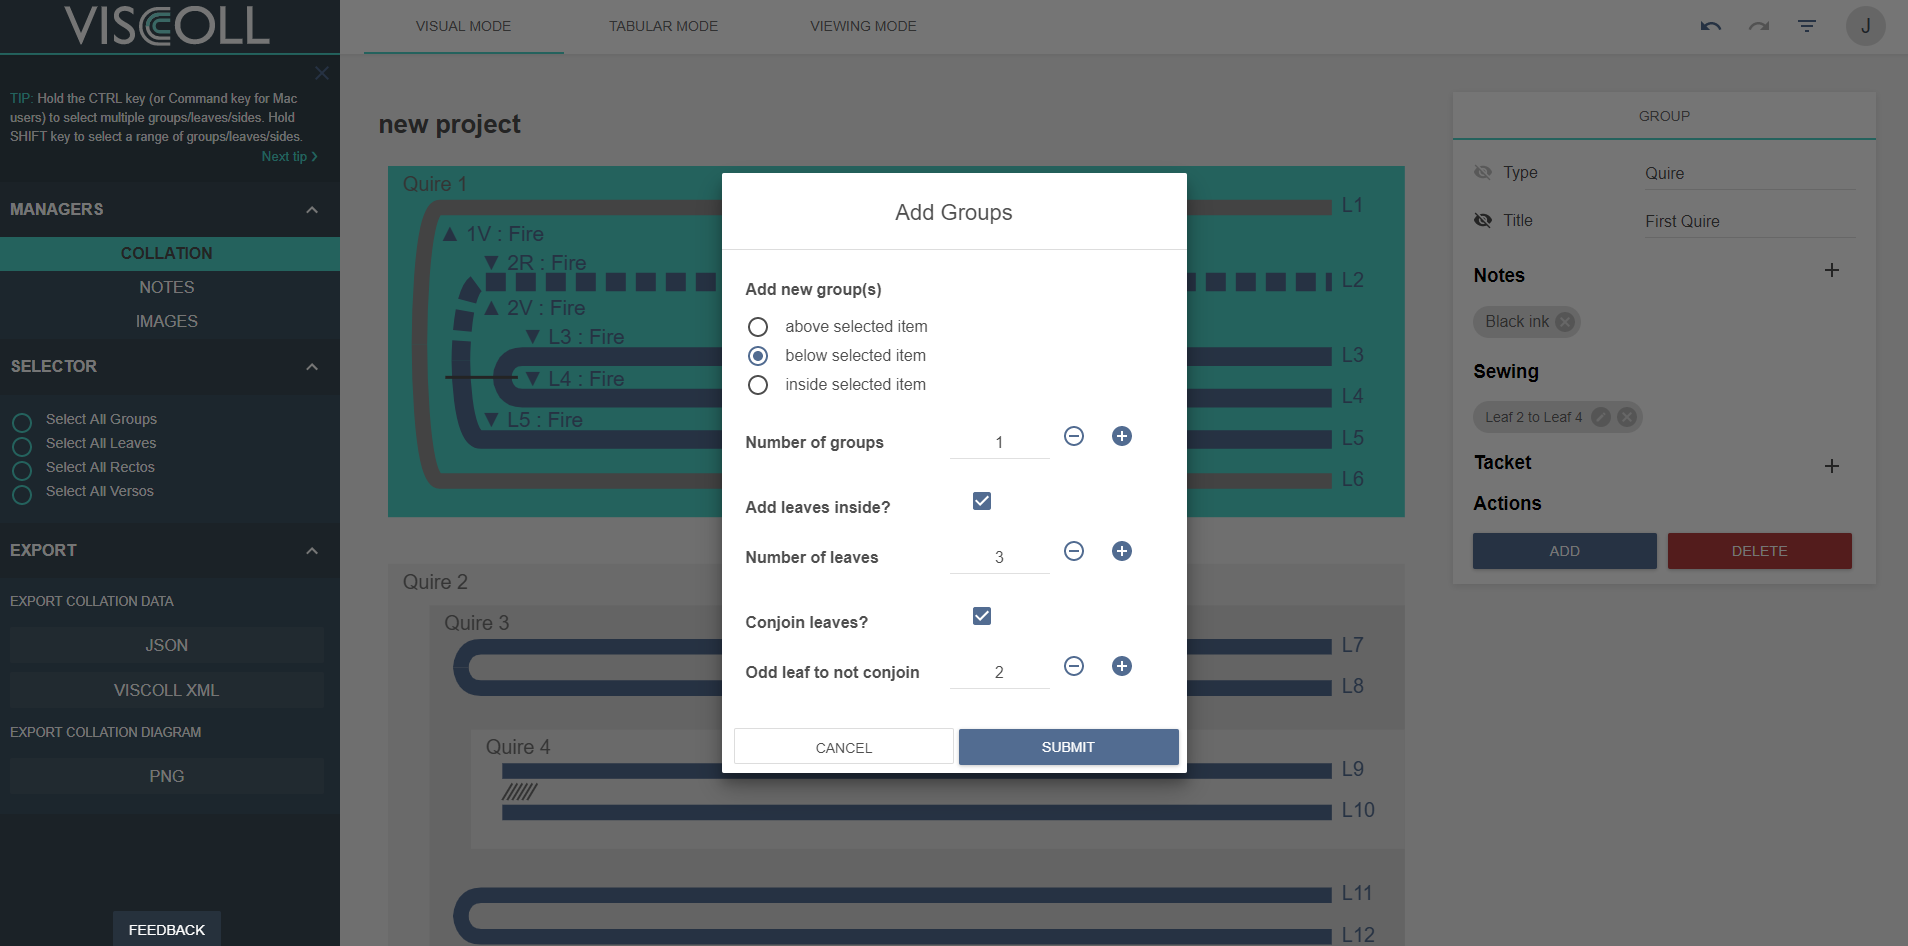 VISCOLL
VISUAL MODE
TABULAR MODE
VIEWING MODE
J
TIP: Hold the CTRL key (or Command key for Mac
users) to select multiple groups/leaves/sides. Hold
SHIFT key to select a range of groups/leaves/sides.
Next tip
MANAGERS
COLLATION
NOTES
IMAGES
SELECTOR
Select All Groups
Select All Leaves
Select All Rectos
Select All Versos
EXPORT
EXPORT COLLATION DATA
JSON
VISCOLL XML
EXPORT COLLATION DIAGRAM
PNG
FEEDBACK
new project
Quire 1
L1
▲ 1V : Fire
▼ 2R : Fire
L2
▲ 2V : Fire
▼ L3 : Fire
L3
▼ L4 : Fire
L4
▼ L5 : Fire
L5
L6
Quire 2
Quire 3
L7
L8
Quire 4
L9
L10
L11
L12
Add Groups
Add new group(s)
above selected item
below selected item
inside selected item
Number of groups 1
Add leaves inside?
Number of leaves 3
Conjoin leaves?
Odd leaf to not conjoin 2
CANCEL
SUBMIT
GROUP
Type Quire
Title First Quire
Notes
Black ink
Sewing
Leaf 2 to Leaf 4
Tacket
Actions
ADD
DELETE